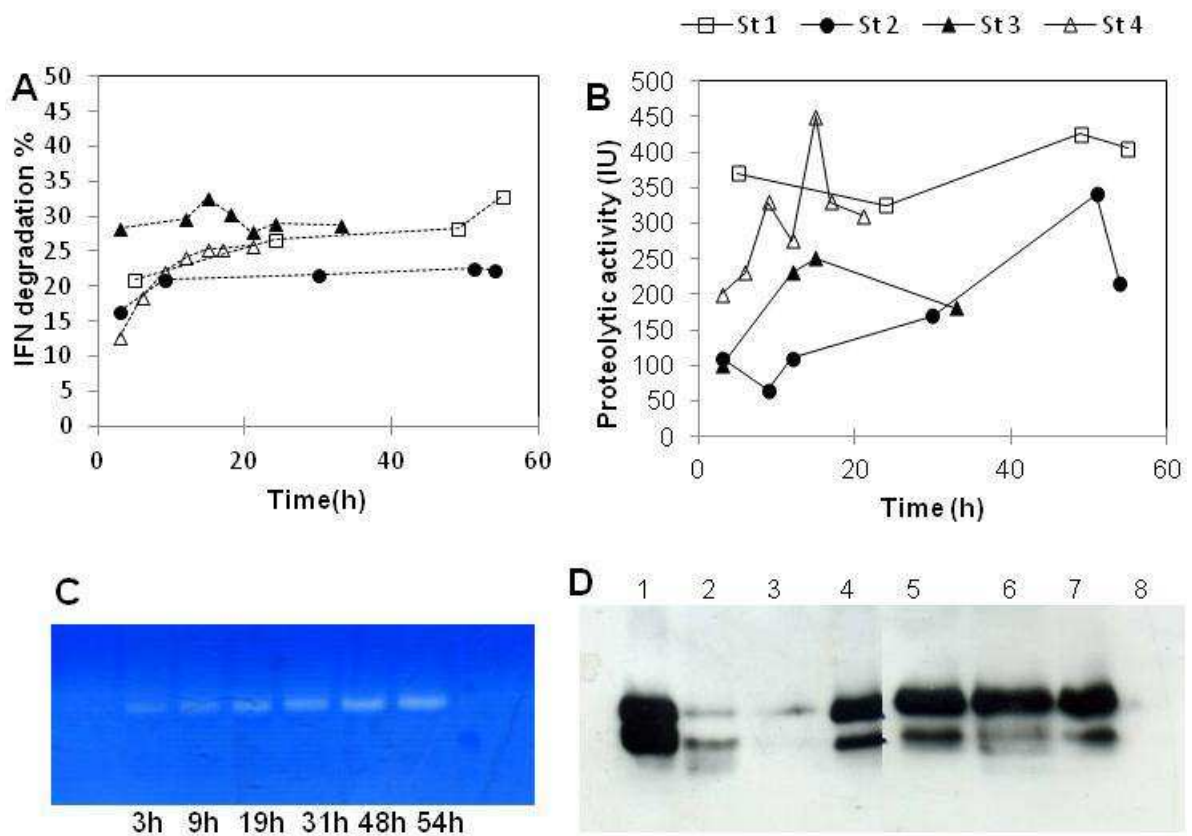 St 1 St 2 St 3 St 4
A
IFN degradation %
50
45
40
35
30
25
20
15
10
5
0
0 20 40 60
Time(h)
B
Proteolytic activity (IU)
500
450
400
350
300
250
200
150
100
50
0
0 20 40 60
Time (h)
C
3h 9h 19h 31h 48h 54h
D
1 2 3 4 5 6 7 8